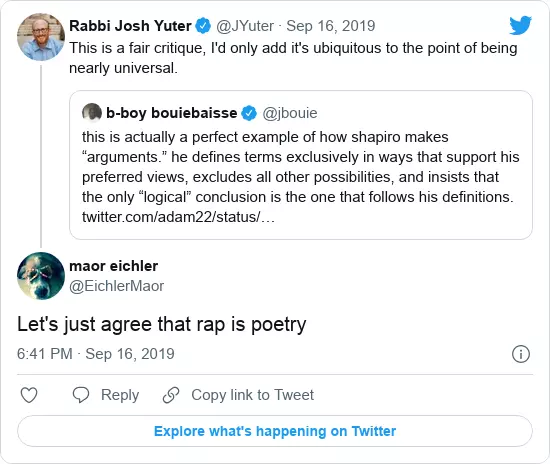 Rabbi Josh Yuter @JYuter · Sep 16, 2019
This is a fair critique, I'd only add it's ubiquitous to the point of being
nearly universal.
b-boy bouiebaisse @jbouie
this is actually a perfect example of how shapiro makes
“arguments.” he defines terms exclusively in ways that support his
preferred views, excludes all other possibilities, and insists that
the only “logical” conclusion is the one that follows his definitions.
twitter.com/adam22/status/…
maor eichler
@EichlerMaor
Let's just agree that rap is poetry
6:41 PM · Sep 16, 2019
Reply
Copy link to Tweet
Explore what's happening on Twitter